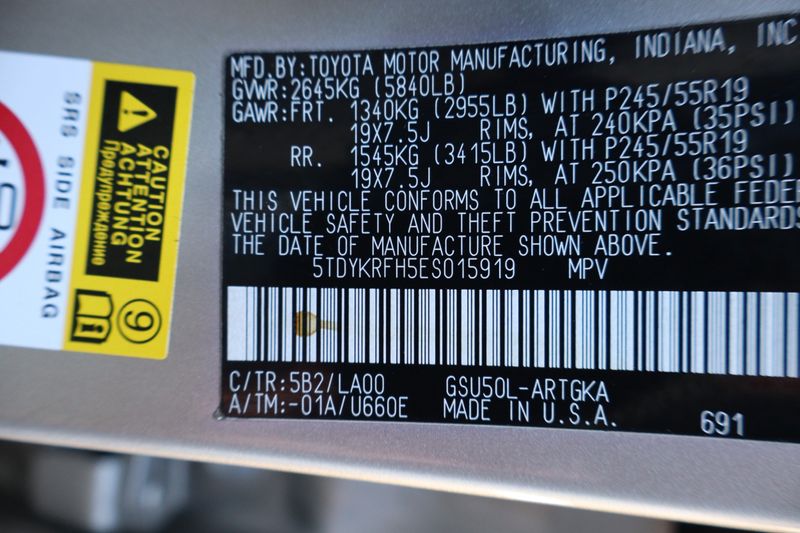 SRS SIDE AIRBAG
CAUTION
ATTENTION
ACHTUNG
Предупреждению
9
MFD.BY:TOYOTA MOTOR MANUFACTURING, INDIANA, INC
GVWR:2645KG (5840LB)
GAWR:FRT. 1340KG (2955LB) WITH P245/55R19
19X7.5J RIMS, AT 240KPA (35PSI)
RR. 1545KG (3415LB) WITH P245/55R19
19X7.5J RIMS, AT 250KPA (36PSI)
THIS VEHICLE CONFORMS TO ALL APPLICABLE FEDE
VEHICLE SAFETY AND THEFT PREVENTION STANDARDS
THE DATE OF MANUFACTURE SHOWN ABOVE.
5TDYKRFH5ES015919 MPV
C/TR:5B2/LA00 GSU50L-ARTGKA
A/TM:-01A/U660E MADE IN U.S.A.
691